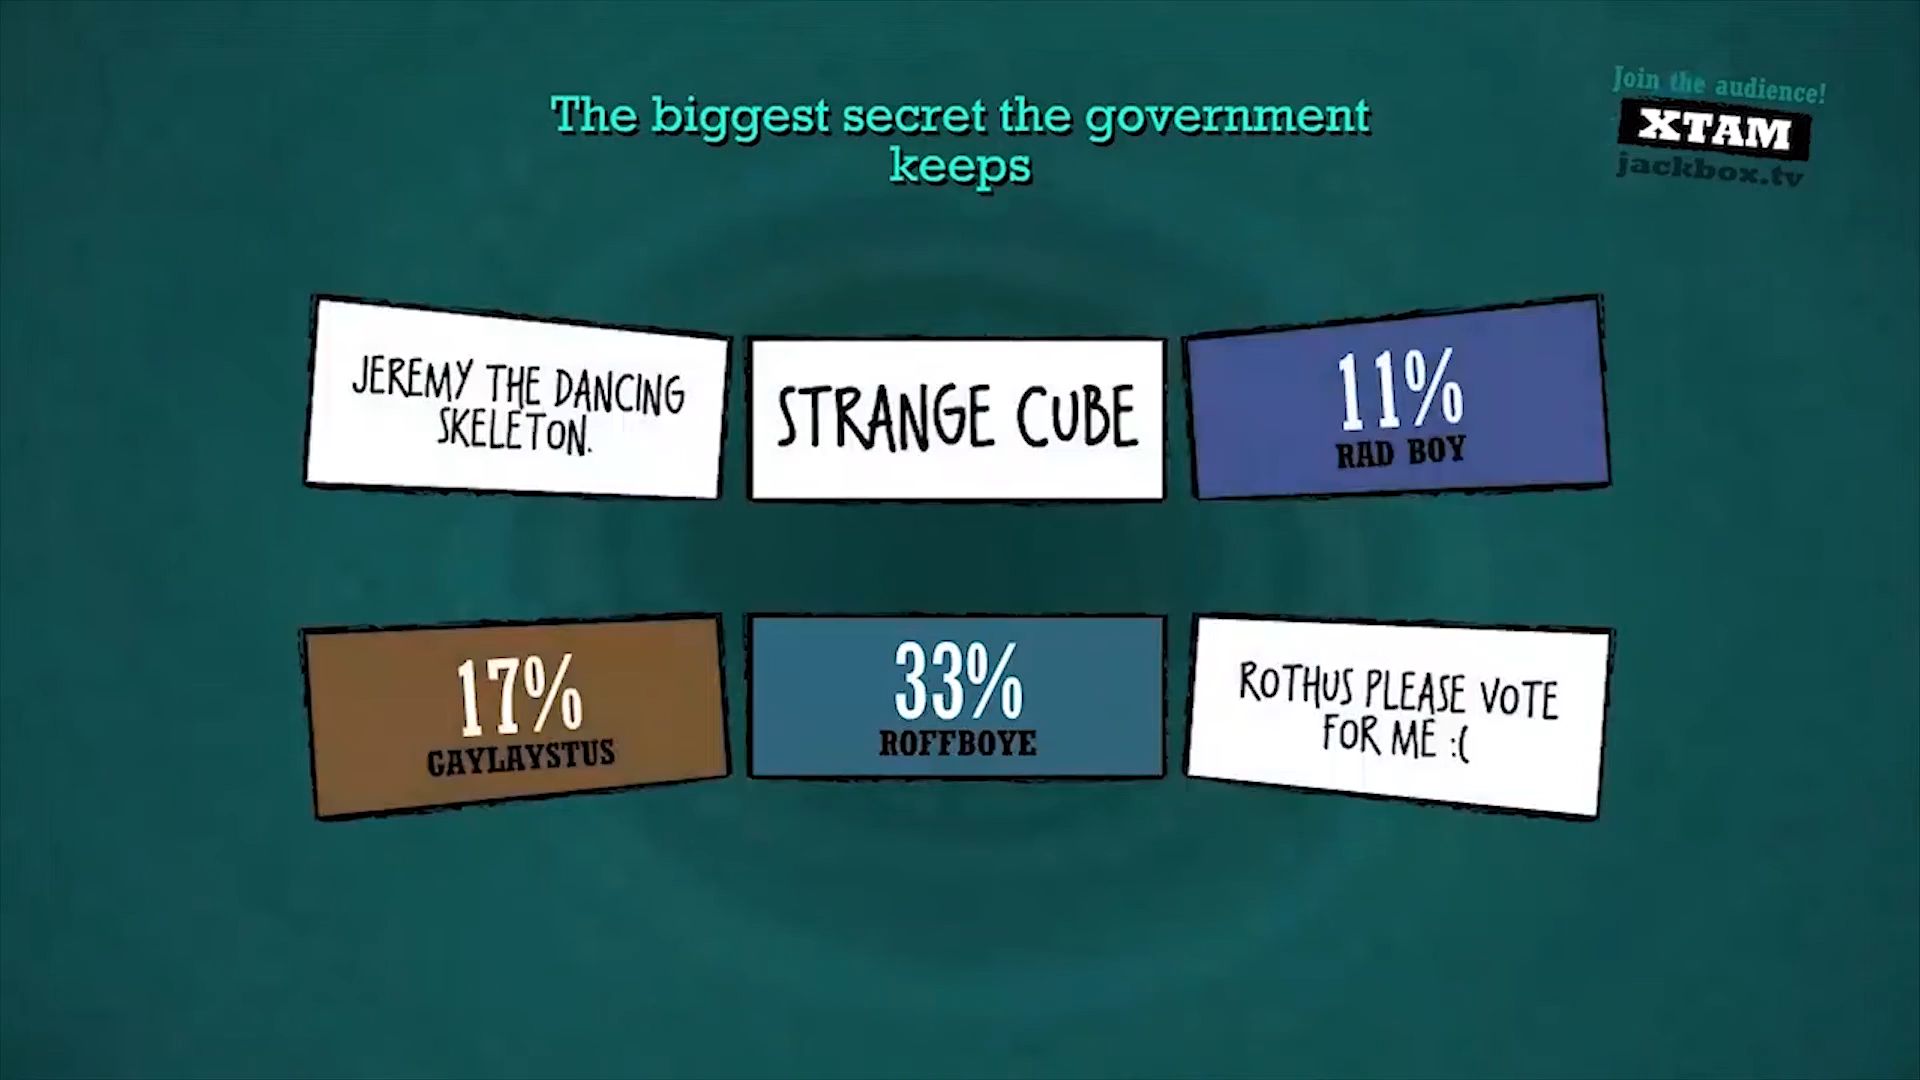 The biggest secret the government
keeps
Join the audience!
XTAM
jackbox.tv
JEREMY THE DANCING
SKELETON.
STRANGE CUBE
11%
RAD BOY
17%
GAYLAYSTUS
33%
ROFFBOYE
ROTHUS PLEASE VOTE
FOR ME :(